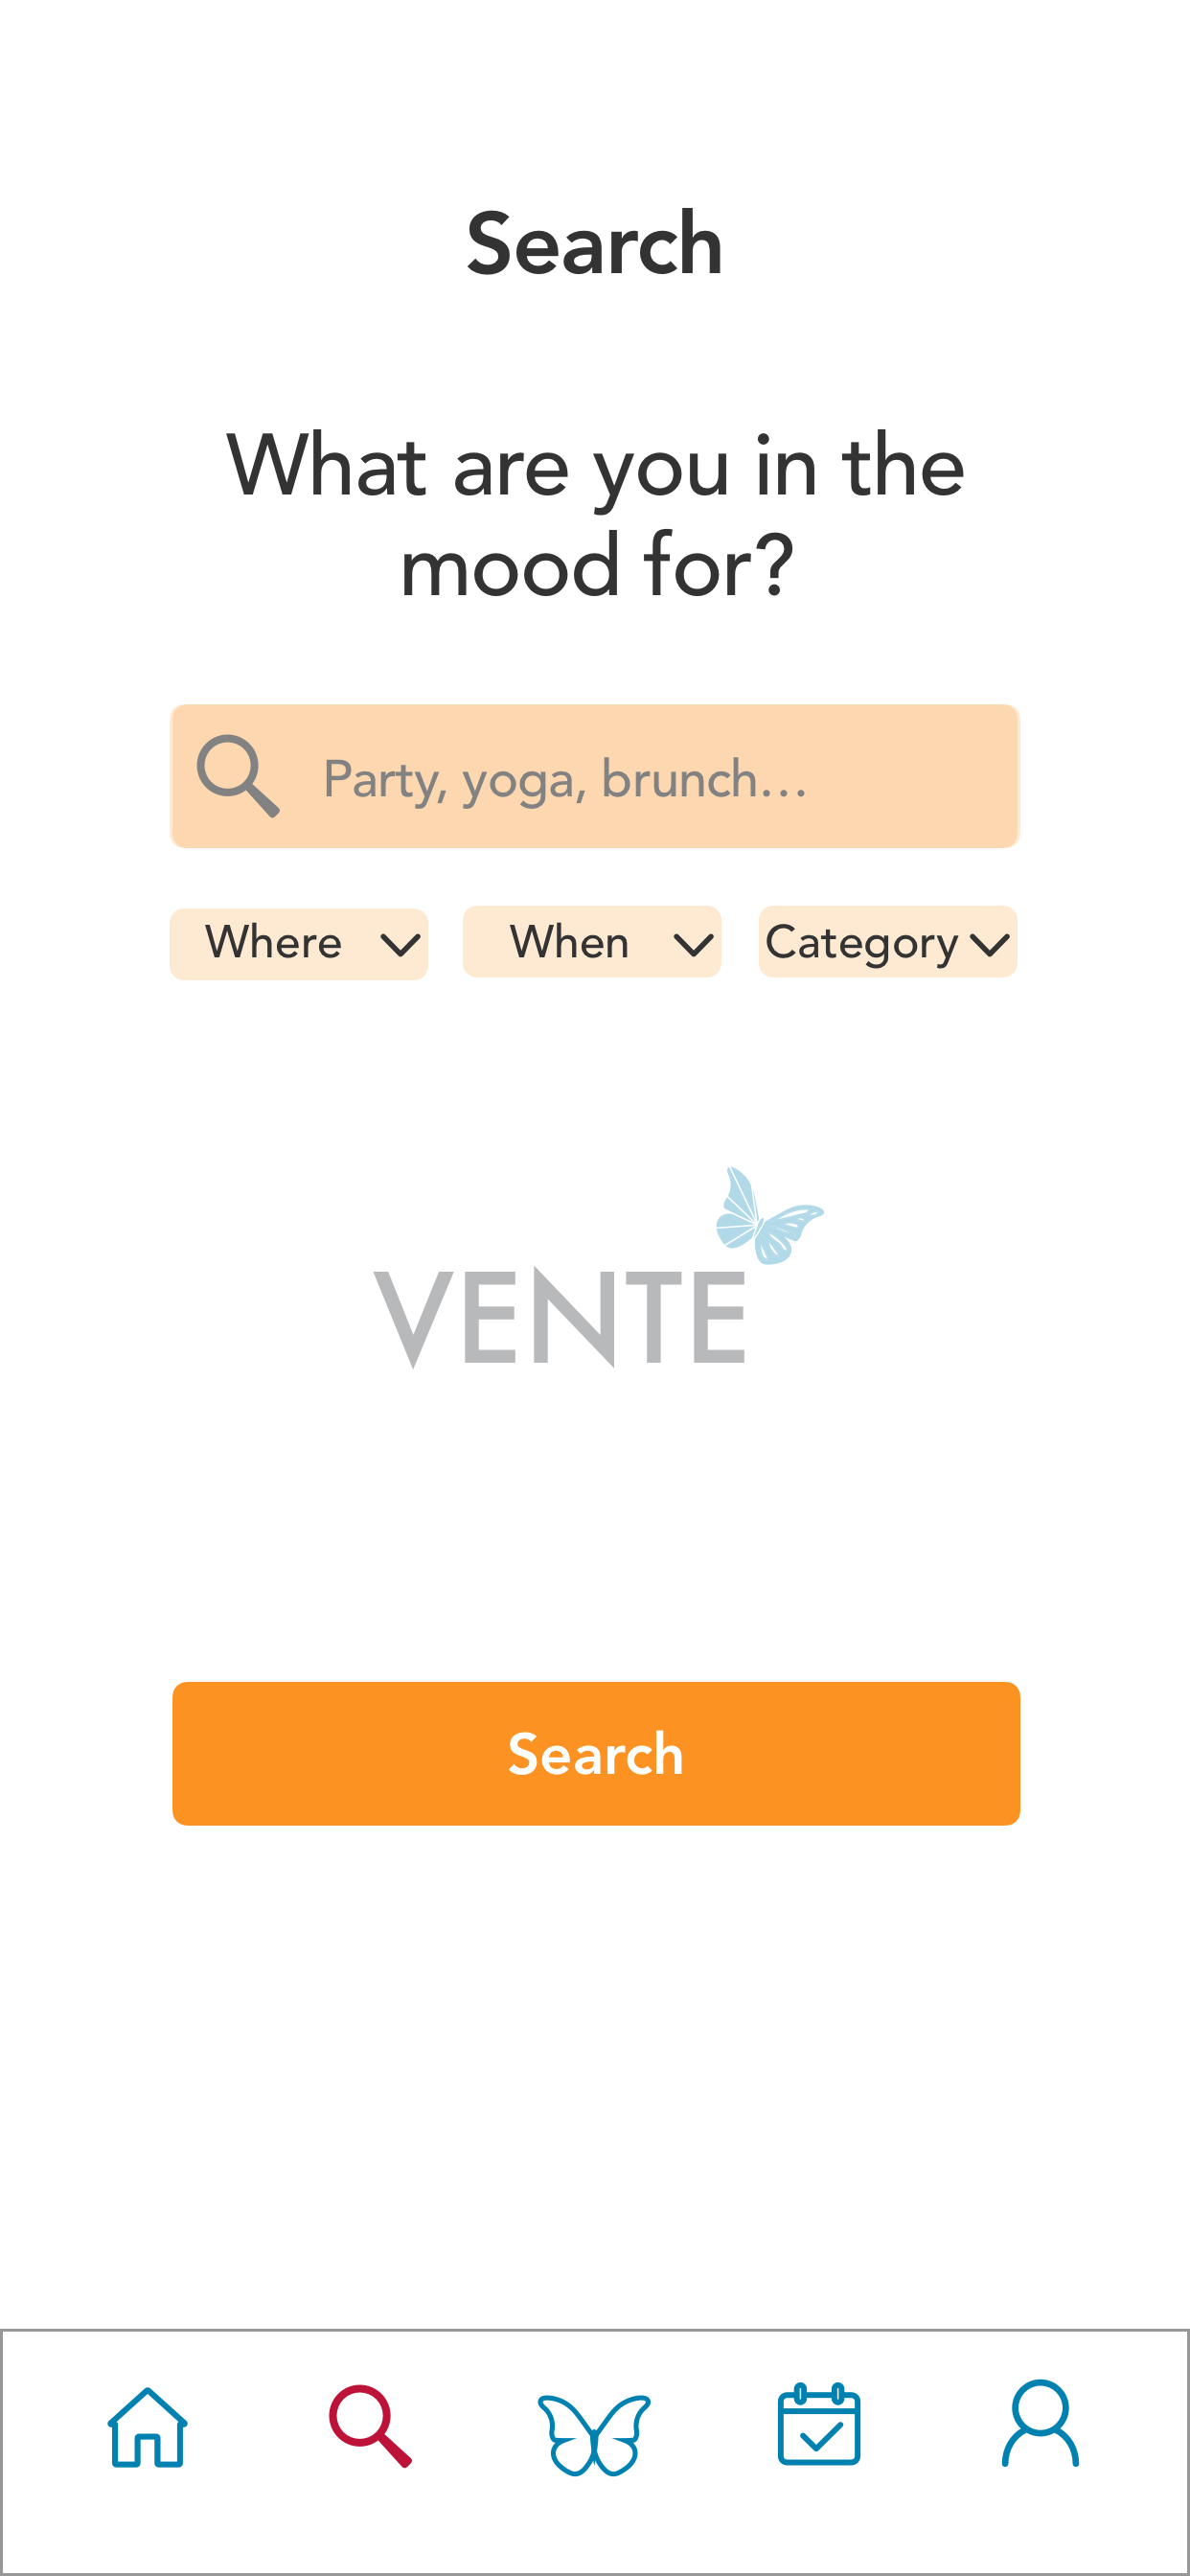 Search
What are you in the
mood for?
Party, yoga, brunch...
Where
When
Category
VENTE
Search